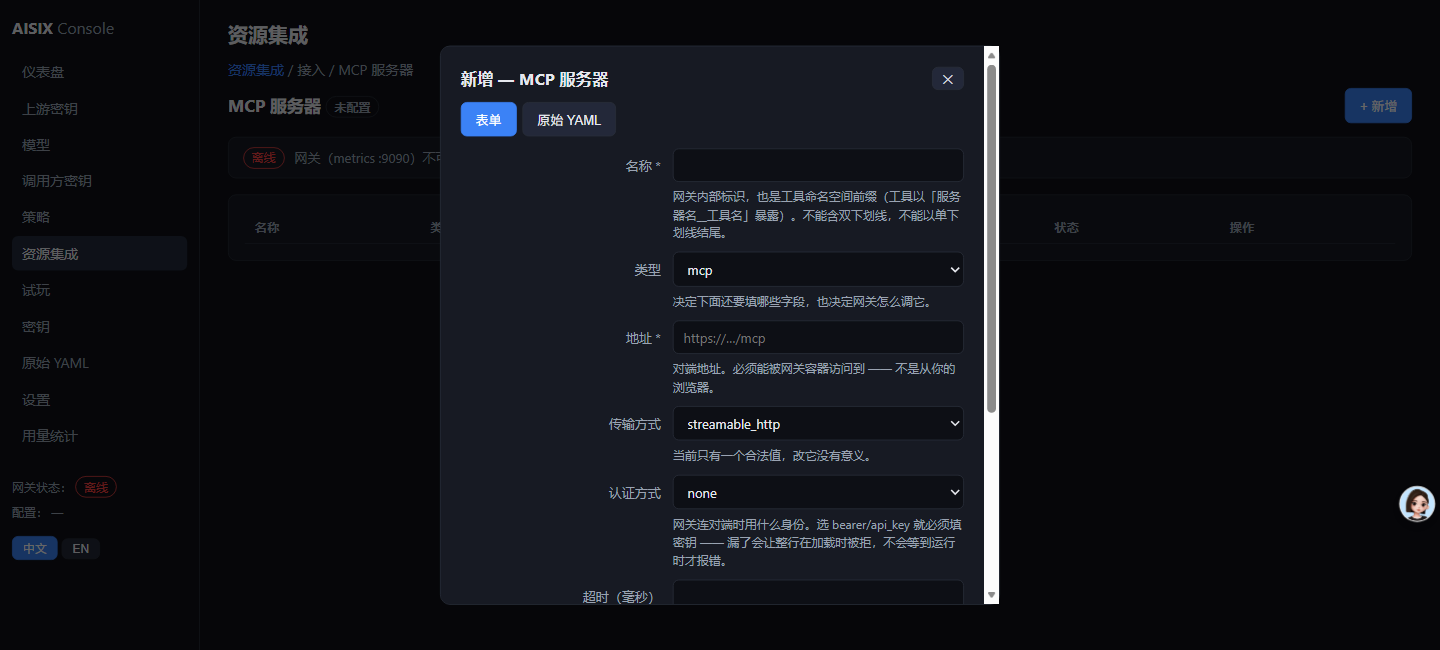 AISIX Console
仪表盘
上游密钥
模型
调用方密钥
策略
资源集成
试玩
密钥
原始 YAML
设置
用量统计
网关状态： 离线
配置： —
中文 EN
资源集成
资源集成 / 接入 / MCP 服务器
MCP 服务器 未配置
+ 新增
离线 网关（metrics :9090）不可
名称 类 状态 操作
新增 — MCP 服务器
表单 原始 YAML
名称 *
网关内部标识，也是工具命名空间前缀（工具以「服务
器名__工具名」暴露）。不能含双下划线，不能以单下
划线结尾。
类型 mcp
决定下面还要填哪些字段，也决定网关怎么调它。
地址 * https://.../mcp
对端地址。必须能被网关容器访问到 —— 不是从你的
浏览器。
传输方式 streamable_http
当前只有一个合法值，改它没有意义。
认证方式 none
网关连对端时用什么身份。选 bearer/api_key 就必须填
密钥 —— 漏了会让整行在加载时被拒，不会等到运行
时才报错。
超时（毫秒）